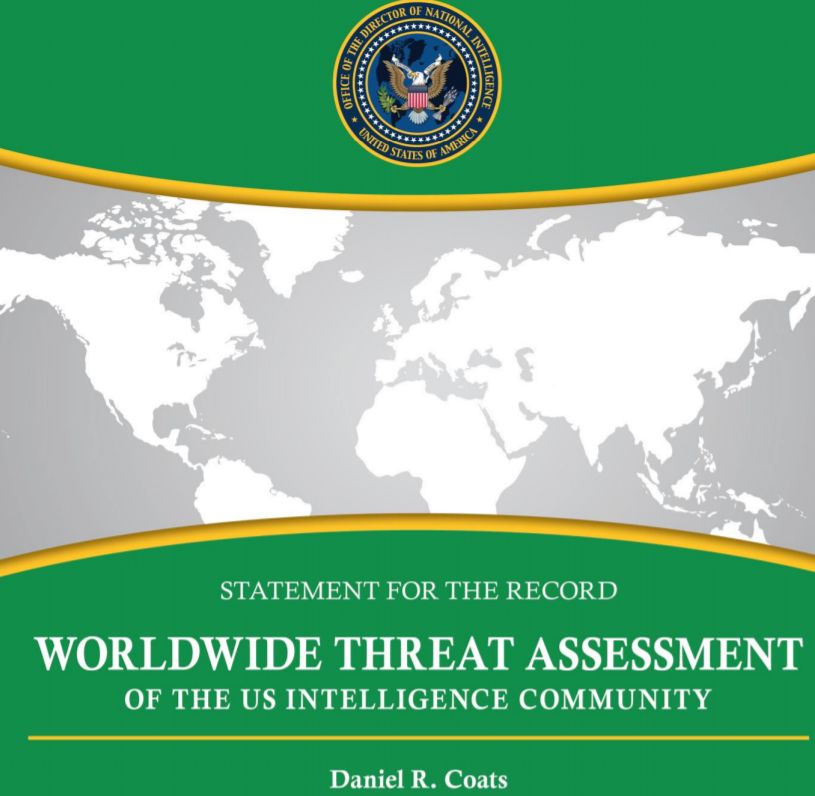 OFFICE OF THE DIRECTOR OF NATIONAL INTELLIGENCE
UNITED STATES OF AMERICA
STATEMENT FOR THE RECORD
WORLDWIDE THREAT ASSESSMENT
OF THE US INTELLIGENCE COMMUNITY
Daniel R. Coats